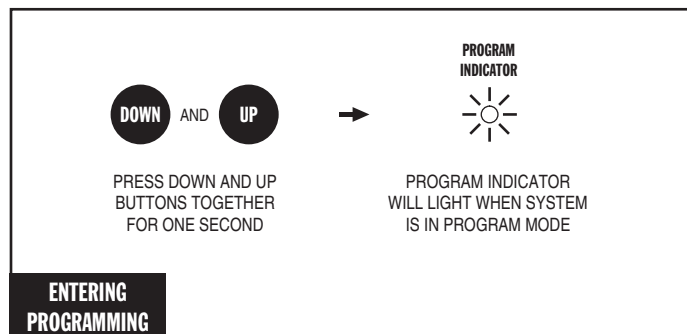 PROGRAM
INDICATOR
DOWN AND UP
PRESS DOWN AND UP
BUTTONS TOGETHER
FOR ONE SECOND
PROGRAM INDICATOR
WILL LIGHT WHEN SYSTEM
IS IN PROGRAM MODE
ENTERING
PROGRAMMING